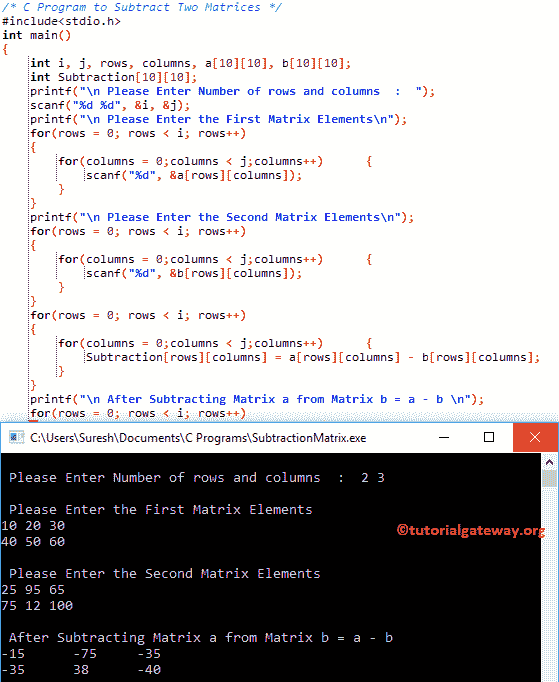 /* C Program to Subtract Two Matrices */
#include<stdio.h>
int main()
{
int i, j, rows, columns, a[10][10], b[10][10];
int Subtraction[10][10];
printf("\n Please Enter Number of rows and columns  :  ");
scanf("%d %d", &i, &j);
printf("\n Please Enter the First Matrix Elements\n");
for(rows = 0; rows < i; rows++)
{
for(columns = 0;columns < j;columns++)      {
scanf("%d", &a[rows][columns]);
}
}
printf("\n Please Enter the Second Matrix Elements\n");
for(rows = 0; rows < i; rows++)
{
for(columns = 0;columns < j;columns++)      {
scanf("%d", &b[rows][columns]);
}
}
for(rows = 0; rows < i; rows++)
{
for(columns = 0;columns < j;columns++)      {
Subtraction[rows][columns] = a[rows][columns] - b[rows][columns];
}
}
printf("\n After Subtracting Matrix a from Matrix b = a - b \n");
for(rows = 0; rows < i; rows++)
C:\Users\Suresh\Documents\C Programs\SubtractionMatrix.exe
Please Enter Number of rows and columns  :  2 3
Please Enter the First Matrix Elements
10 20 30
40 50 60
©tutorialgateway.org
Please Enter the Second Matrix Elements
25 95 65
75 12 100
After Subtracting Matrix a from Matrix b = a - b
-15      -75     -35
-35      38      -40